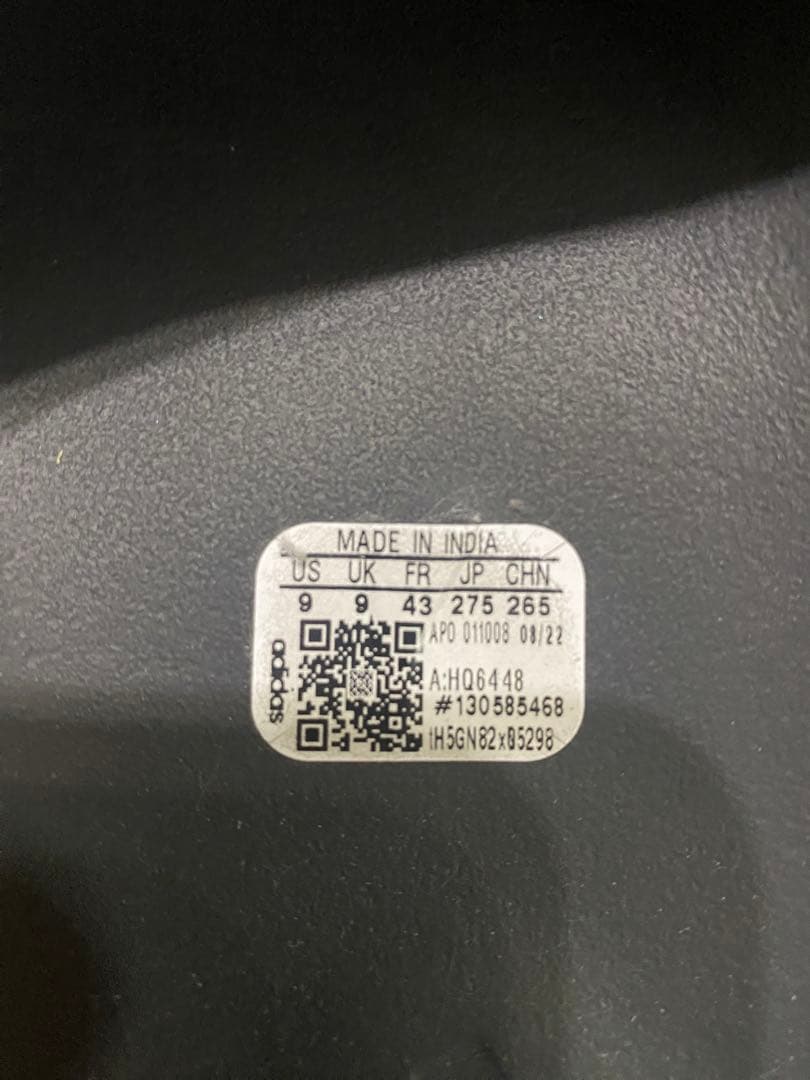 MADE IN INDIA
US UK FR JP CHN
9 9 43 275 265
APO 011008 08/22
A:HQ6448
#130585468
adidas